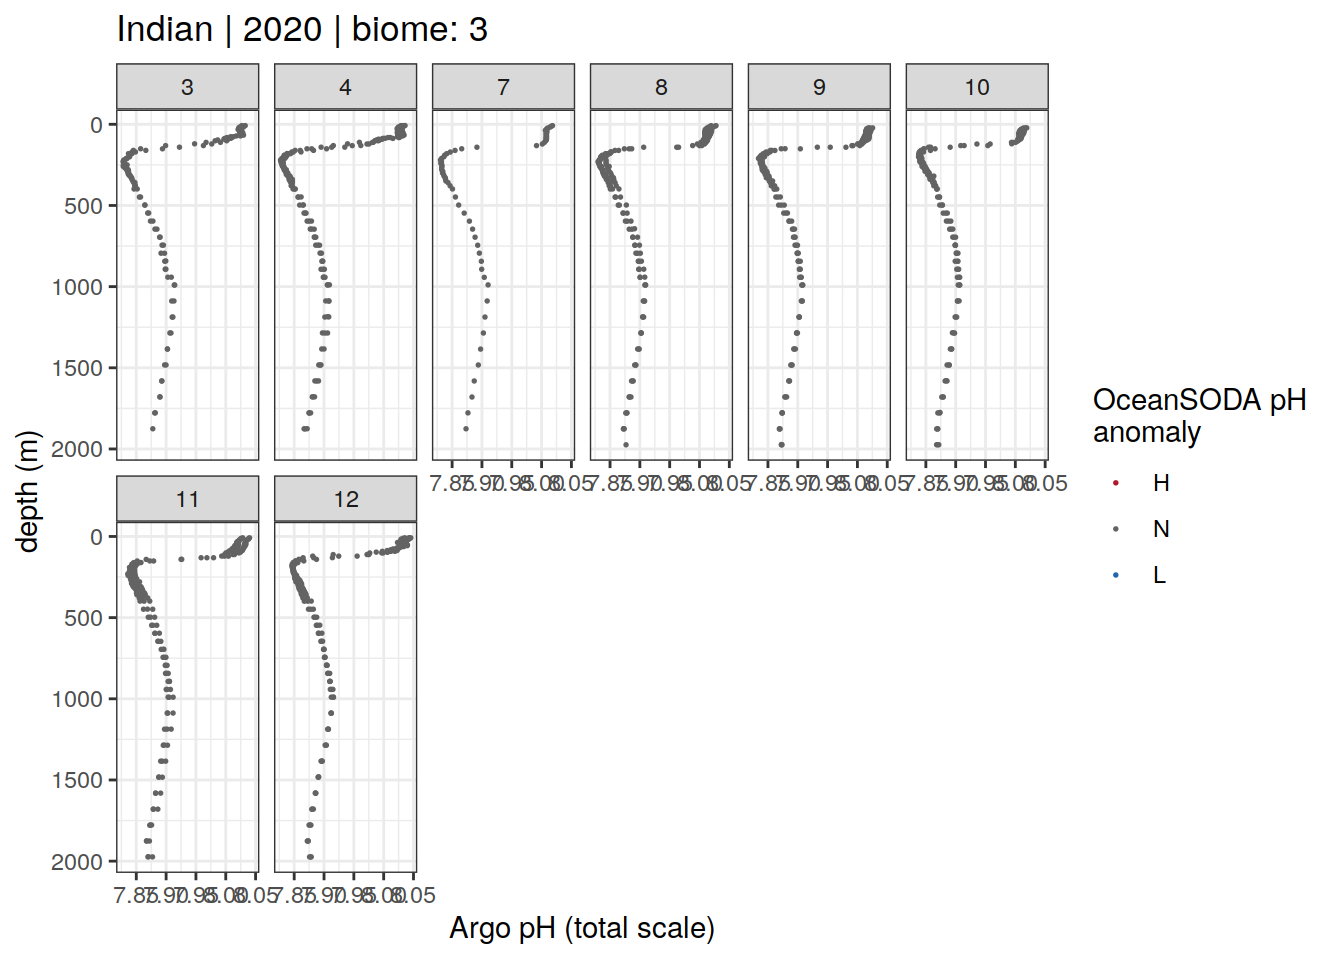 Indian | 2020 | biome: 3
3 4 7 8 9 10
0
500
1000
1500
2000
7.85 7.90 7.95 8.00 8.05 7.85 7.90 7.95 8.00 8.05 7.85 7.90 7.95 8.00 8.05 7.85 7.90 7.95 8.00 8.05
11 12
0
500
1000
1500
2000
7.85 7.90 7.95 8.00 8.05 7.85 7.90 7.95 8.00 8.05
depth (m)
Argo pH (total scale)
OceanSODA pH
anomaly
H
N
L